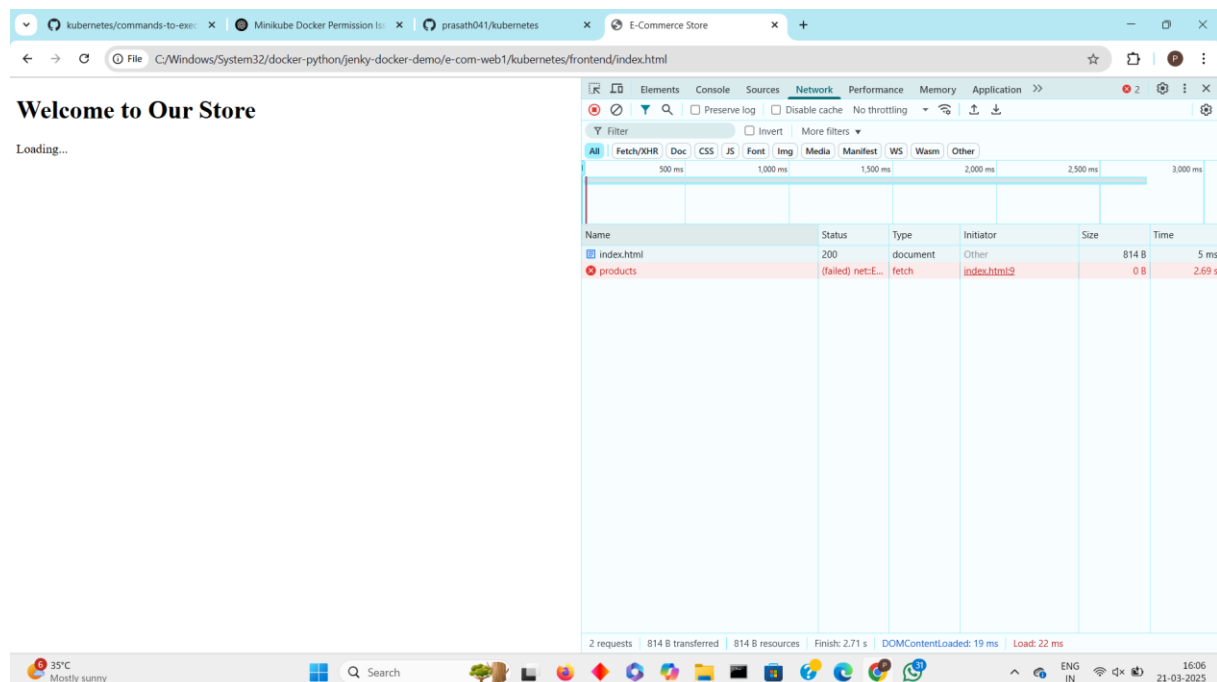 kubernetes/commands-to-exec
Minikube Docker Permission Iss
prasath041/kubernetes
E-Commerce Store
File C:/Windows/System32/docker-python/jenky-docker-demo/e-com-web1/kubernetes/frontend/index.html
P
Welcome to Our Store
Loading...
Elements Console Sources Network Performance Memory Application 2
Preserve log Disable cache No throttling
Filter Invert More filters
All Fetch/XHR Doc CSS JS Font Img Media Manifest WS Wasm Other
500 ms 1,000 ms 1,500 ms 2,000 ms 2,500 ms 3,000 ms
Name Status Type Initiator Size Time
index.html 200 document Other 814 B 5 ms
products (failed) net::E... fetch index.html:9 0 B 2.69 s
2 requests 814 B transferred 814 B resources Finish: 2.71 s DOMContentLoaded: 19 ms Load: 22 ms
6 35°C
Mostly sunny
Search
31
ENG
IN
16:06
21-03-2025